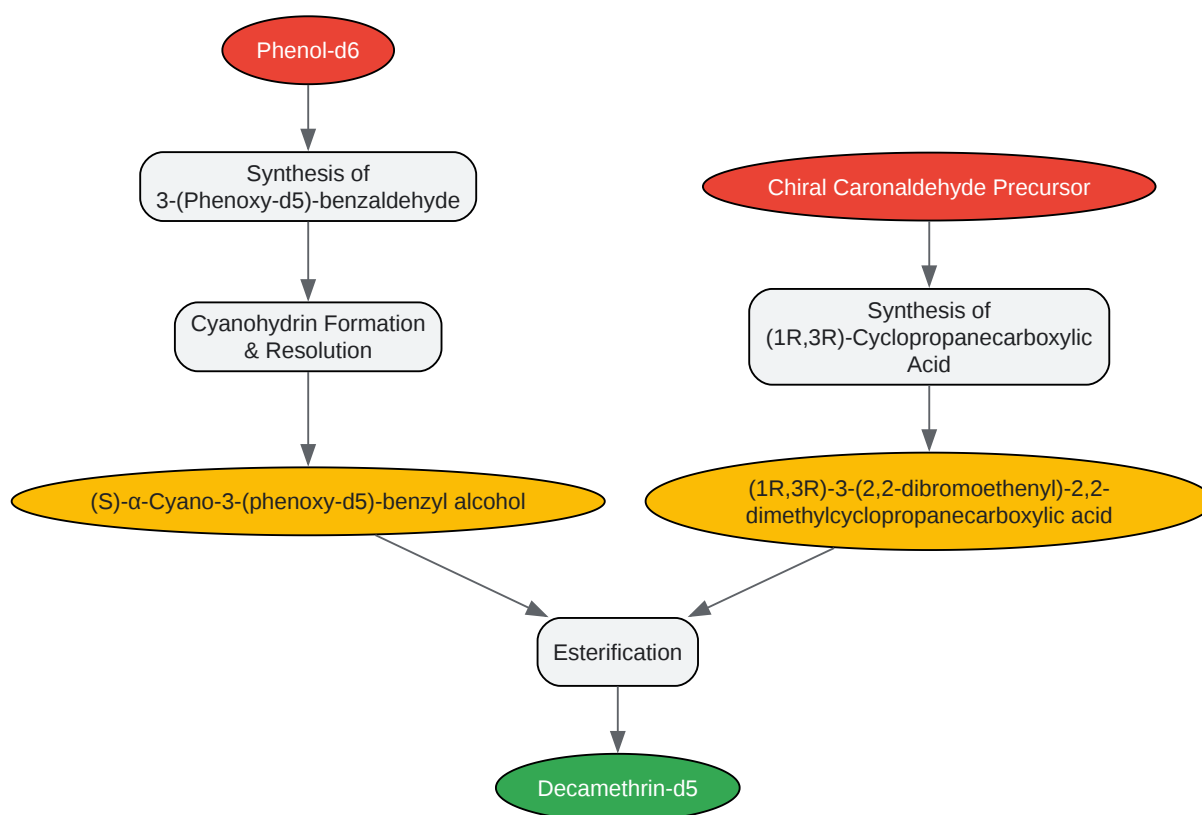 Phenol-d6
Synthesis of
3-(Phenoxy-d5)-benzaldehyde
Chiral Caronaldehyde Precursor
Cyanohydrin Formation
& Resolution
Synthesis of
(1R,3R)-Cyclopropanecarboxylic
Acid
(S)-α-Cyano-3-(phenoxy-d5)-benzyl alcohol
(1R,3R)-3-(2,2-dibromoethenyl)-2,2-
dimethylcyclopropanecarboxylic acid
Esterification
Decamethrin-d5